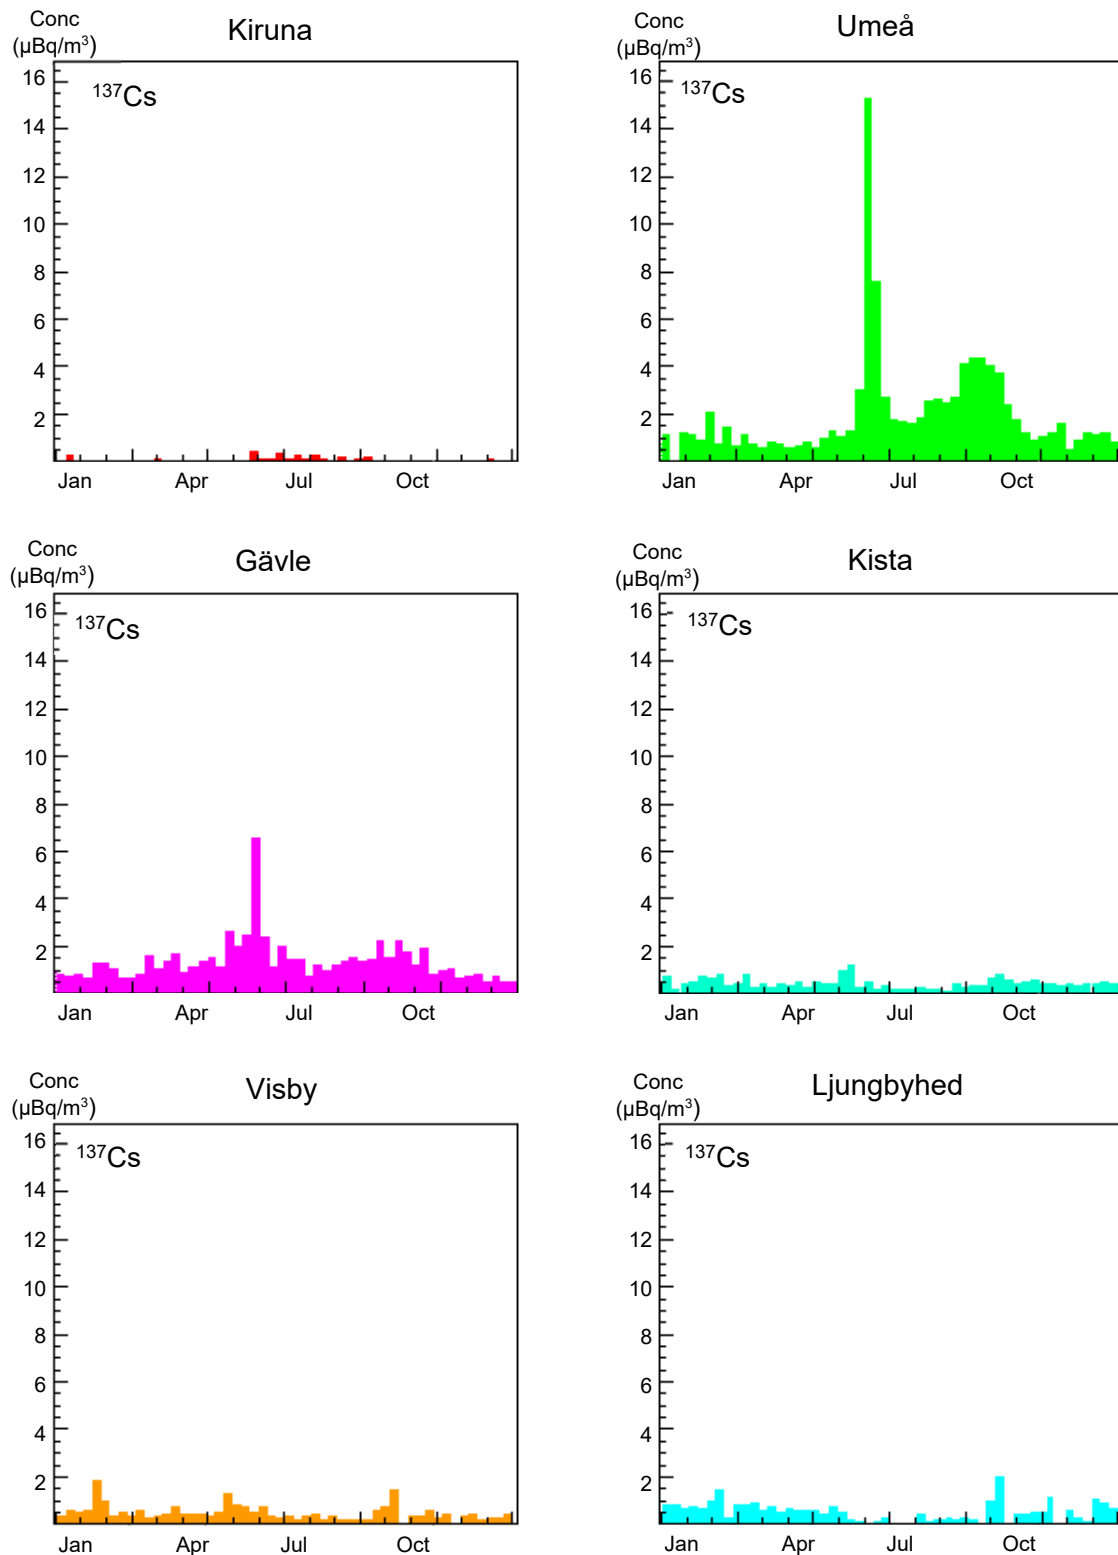 Kiruna
Conc
(µBq/m³)
¹³⁷Cs
16
14
12
10
8
6
4
2
Jan Apr Jul Oct
Umeå
Conc
(µBq/m³)
¹³⁷Cs
16
14
12
10
8
6
4
2
Jan Apr Jul Oct
Gävle
Conc
(µBq/m³)
¹³⁷Cs
16
14
12
10
8
6
4
2
Jan Apr Jul Oct
Kista
Conc
(µBq/m³)
¹³⁷Cs
16
14
12
10
8
6
4
2
Jan Apr Jul Oct
Visby
Conc
(µBq/m³)
¹³⁷Cs
16
14
12
10
8
6
4
2
Jan Apr Jul Oct
Ljungbyhed
Conc
(µBq/m³)
¹³⁷Cs
16
14
12
10
8
6
4
2
Jan Apr Jul Oct